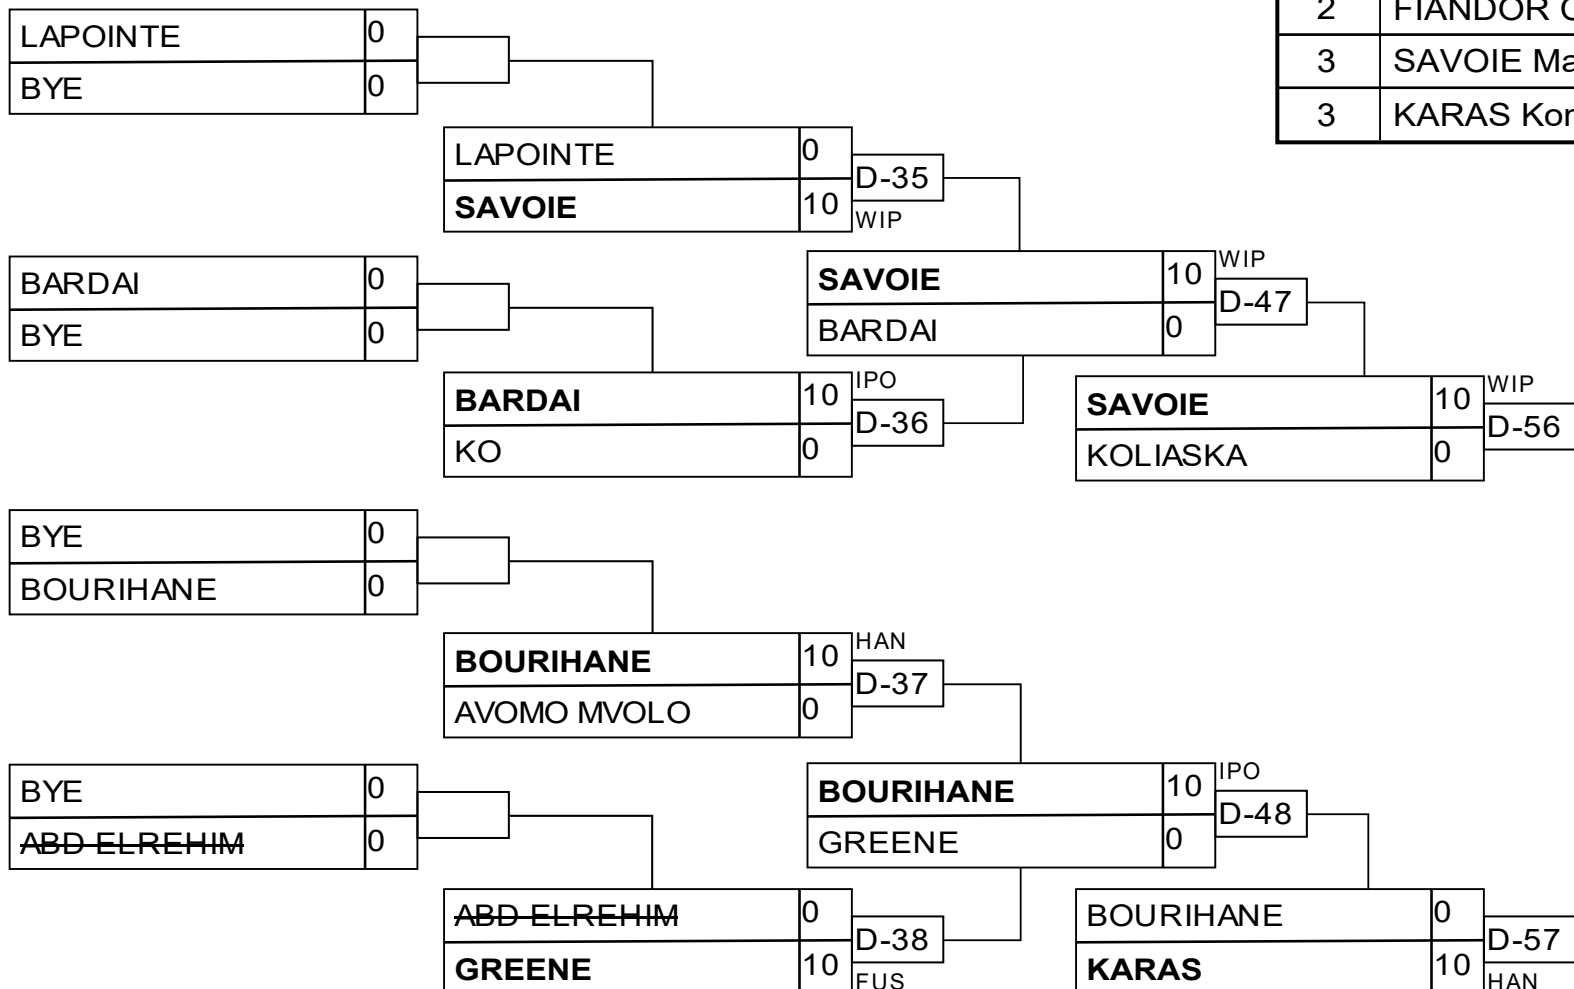 2 FIANDOR
3 SAVOIE Ma
3 KARAS Kor
LAPOINTE 0
BYE 0
LAPOINTE 0
SAVOIE 10
D-35
WIP
BARDAI 0
BYE 0
SAVOIE 10
BARDAI 0
WIP
D-47
BARDAI 10
KO 0
IPO
D-36
SAVOIE 10
KOLIASKA 0
WIP
D-56
BYE 0
BOURIHANE 0
BOURIHANE 10
AVOMO MVOLO 0
HAN
D-37
BYE 0
ABD ELREHIM 0
BOURIHANE 10
GREENE 0
IPO
D-48
ABD ELREHIM 0
GREENE 10
D-38
FUS
BOURIHANE 0
KARAS 10
D-57
HAN